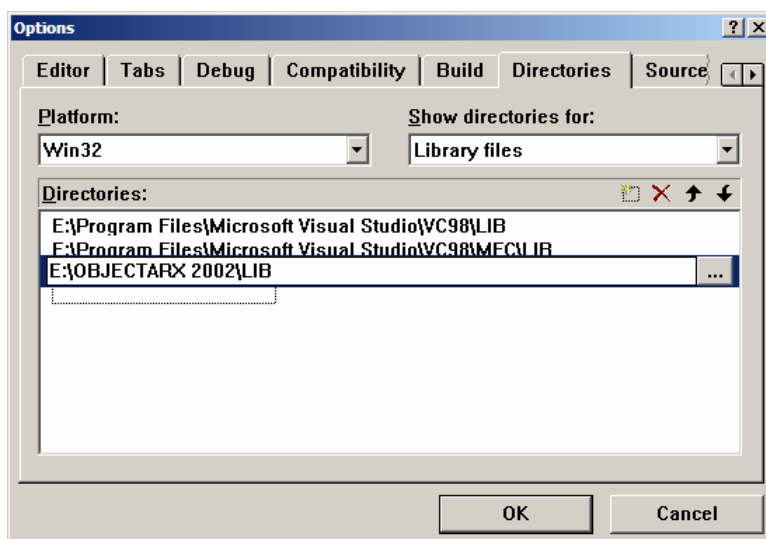 Options
Editor Tabs Debug Compatibility Build Directories Source
Platform: Show directories for:
Win32 Library files
Directories:
E:\Program Files\Microsoft Visual Studio\VC98\LIB
E:\Program Files\Microsoft Visual Studio\VC98\MFC\LIB
E:\OBJECTARX 2002\LIB
...
OK Cancel